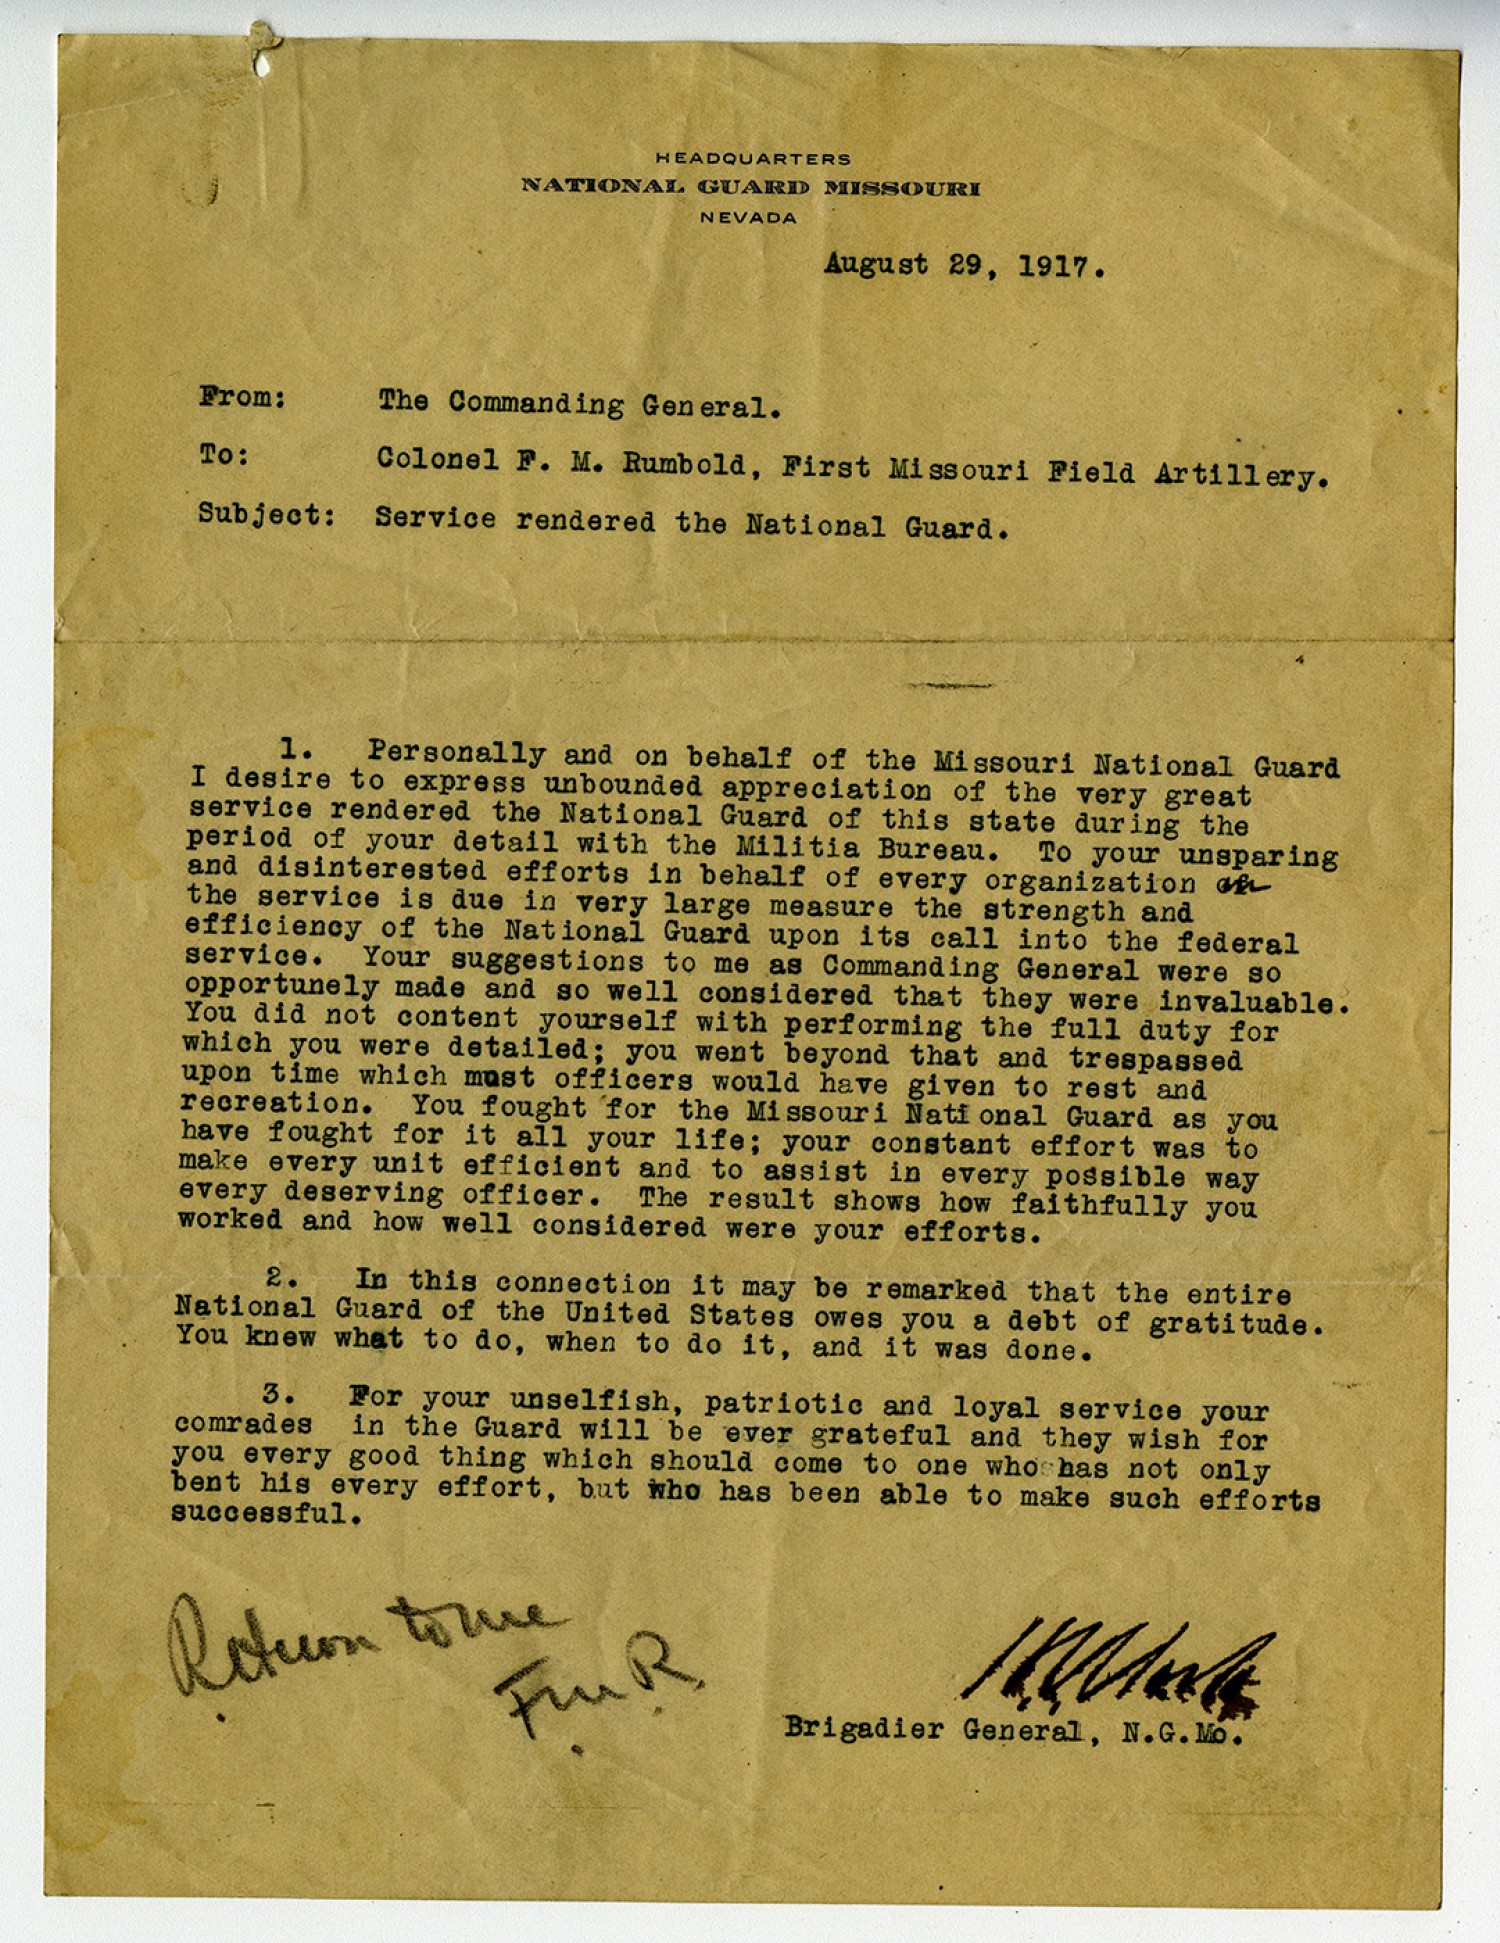 HEADQUARTERS
NATIONAL GUARD MISSOURI
NEVADA
August 29, 1917.
From: The Commanding General.
To: Colonel F. M. Rumbold, First Missouri Field Artillery.
Subject: Service rendered the National Guard.
1. Personally and on behalf of the Missouri National Guard
I desire to express unbounded appreciation of the very great
service rendered the National Guard of this state during the
period of your detail with the Militia Bureau. To your unsparing
and disinterested efforts in behalf of every organization
the service is due in very large measure the strength and
efficiency of the National Guard upon its call into the federal
service. Your suggestions to me as Commanding General were so
opportunely made and so well considered that they were invaluable.
You did not content yourself with performing the full duty for
which you were detailed; you went beyond that and trespassed
upon time which most officers would have given to rest and
recreation. You fought for the Missouri National Guard as you
have fought for it all your life; your constant effort was to
make every unit efficient and to assist in every possible way
every deserving officer. The result shows how faithfully you
worked and how well considered were your efforts.
2. In this connection it may be remarked that the entire
National Guard of the United States owes you a debt of gratitude.
You knew what to do, when to do it, and it was done.
3. For your unselfish, patriotic and loyal service your
comrades in the Guard will be ever grateful and they wish for
you every good thing which should come to one who has not only
bent his every effort, but who has been able to make such efforts
successful.
Return to me
F.M.R.
Brigadier General, N.G.Mo.